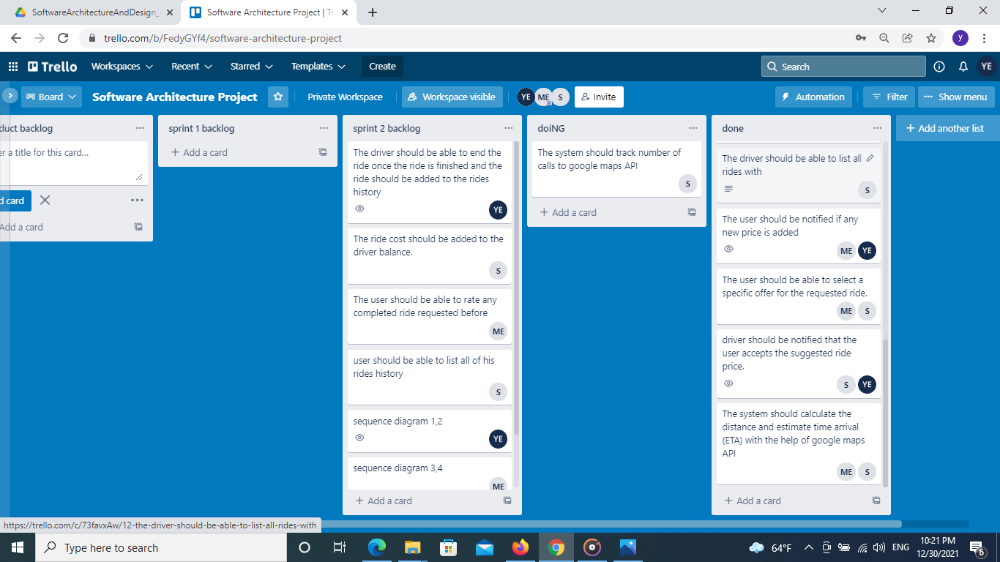 SoftwareArchitectureAndDesign_
Software Architecture Project | Tr
trello.com/b/FedyGYf4/software-architecture-project
y
Trello
Workspaces
Recent
Starred
Templates
Create
Search
YE
Board
Software Architecture Project
Private Workspace
Workspace visible
YE
ME
S
Invite
Automation
Filter
Show menu
duct backlog
er a title for this card...
d card
Add a card
sprint 1 backlog
+ Add a card
sprint 2 backlog
The driver should be able to end the
ride once the ride is finished and the
ride should be added to the rides
history
YE
The ride cost should be added to the
driver balance.
S
The user should be able to rate any
completed ride requested before
ME
user should be able to list all of his
rides history
S
sequence diagram 1,2
YE
sequence diagram 3,4
ME
+ Add a card
doiNG
The system should track number of
calls to google maps API
S
+ Add a card
done
The driver should be able to list all
rides with
S
The user should be notified if any
new price is added
ME YE
The user should be able to select a
specific offer for the requested ride.
ME S
driver should be notified that the
user accepts the suggested ride
price.
S YE
The system should calculate the
distance and estimate time arrival
(ETA) with the help of google maps
API
ME S
+ Add a card
+ Add another list
https://trello.com/c/73favxAw/12-the-driver-should-be-able-to-list-all-rides-with
Type here to search
64°F
ENG
10:21 PM
12/30/2021
6